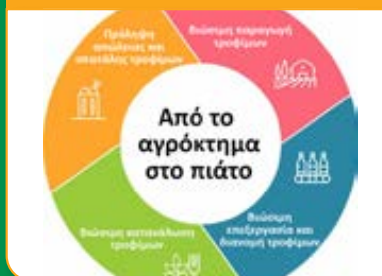 Πρόληψη
απώλειας και
σπατάλης τροφίμων
Βιώσιμη παραγωγή
τροφίμων
Από το
αγρόκτημα
στο πιάτο
Βιώσιμη κατανάλωση
τροφίμων
Βιώσιμη
επεξεργασία και
διανομή τροφίμων